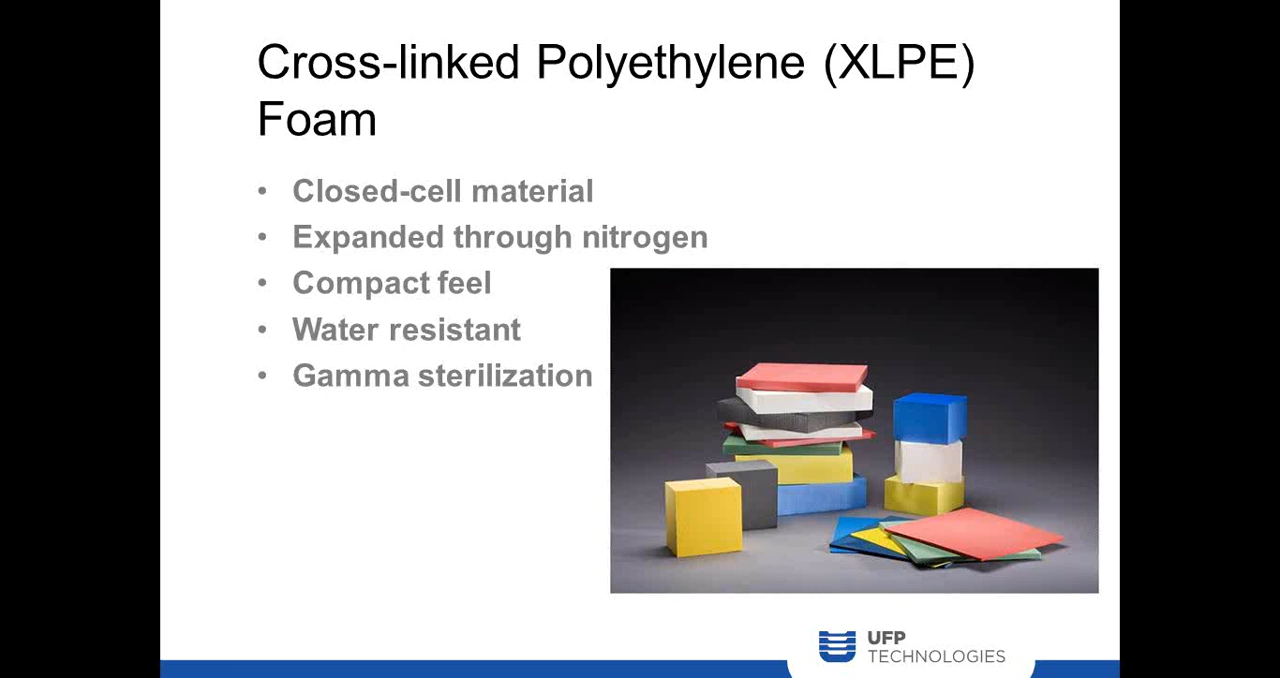 Cross-linked Polyethylene (XLPE)
Foam
• Closed-cell material
• Expanded through nitrogen
• Compact feel
• Water resistant
• Gamma sterilization
UFP
TECHNOLOGIES